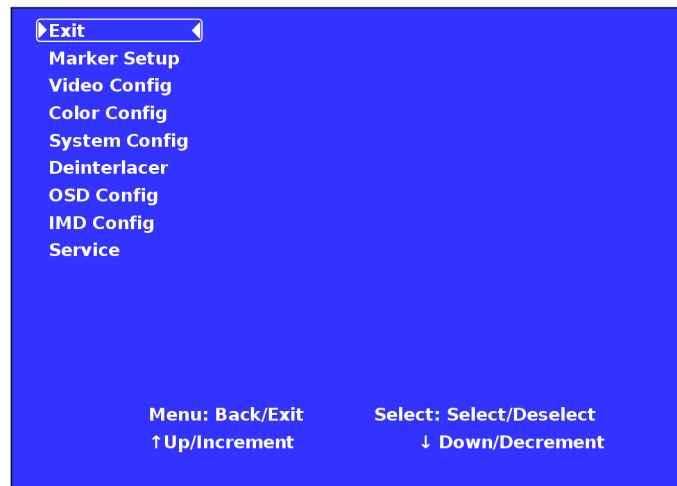 Exit
Marker Setup
Video Config
Color Config
System Config
Deinterlacer
OSD Config
IMD Config
Service
Menu: Back/Exit Select: Select/Deselect
↑Up/Increment ↓ Down/Decrement